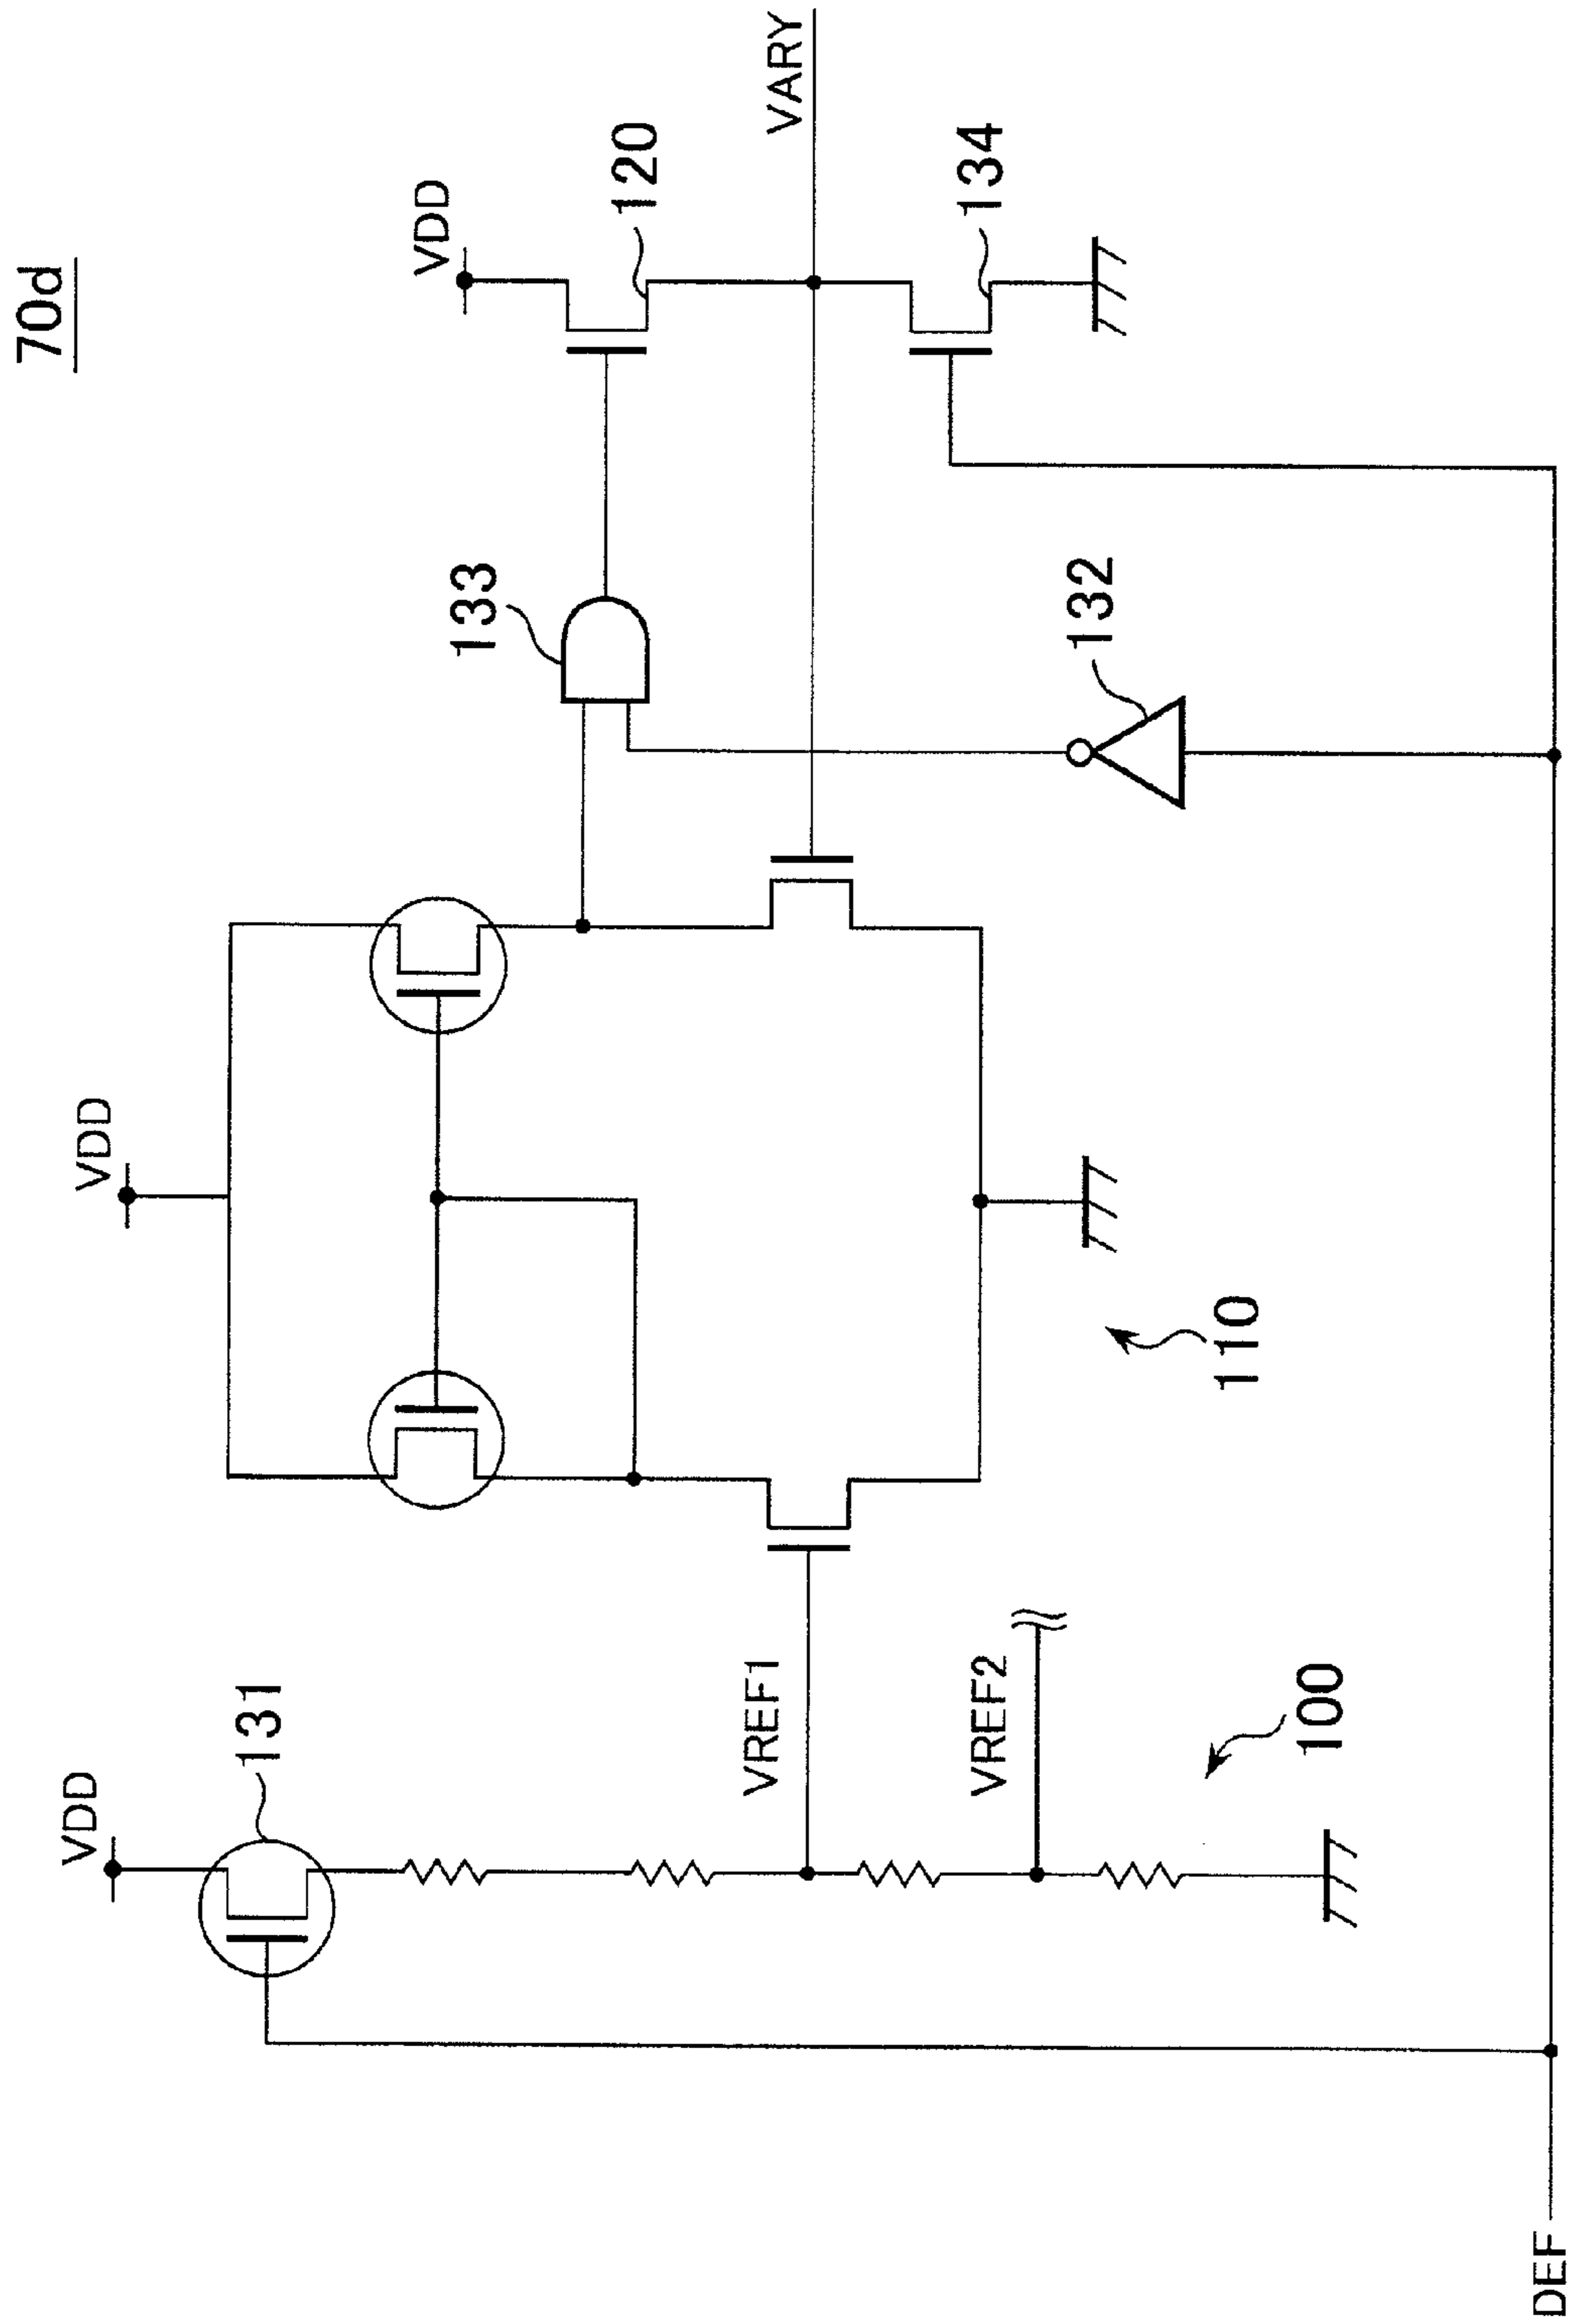 70d
VDD
131
VREF1
VREF2
100
VDD
110
133
132
VDD
120
VARY
134
DEF